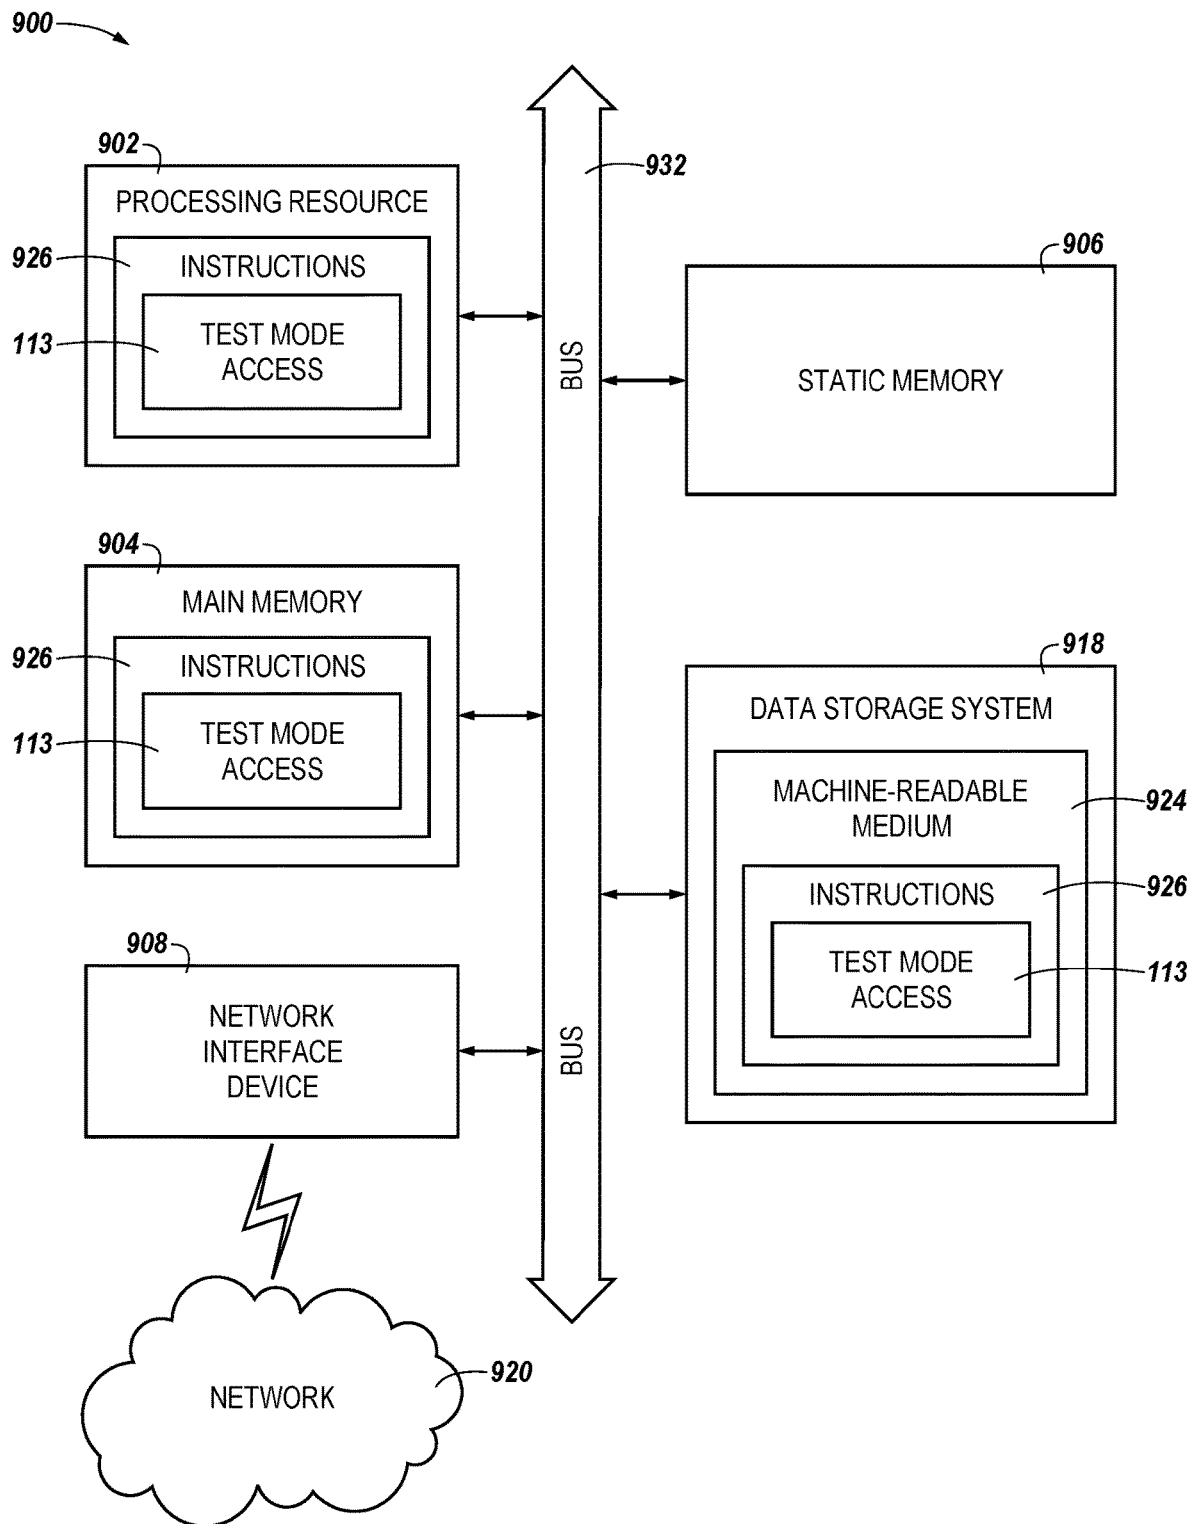 900
902
PROCESSING RESOURCE
926
INSTRUCTIONS
113
TEST MODE
ACCESS
904
MAIN MEMORY
926
INSTRUCTIONS
113
TEST MODE
ACCESS
908
NETWORK
INTERFACE
DEVICE
NETWORK
920
BUS
BUS
932
906
STATIC MEMORY
918
DATA STORAGE SYSTEM
MACHINE-READABLE
MEDIUM
924
INSTRUCTIONS
926
TEST MODE
ACCESS
113